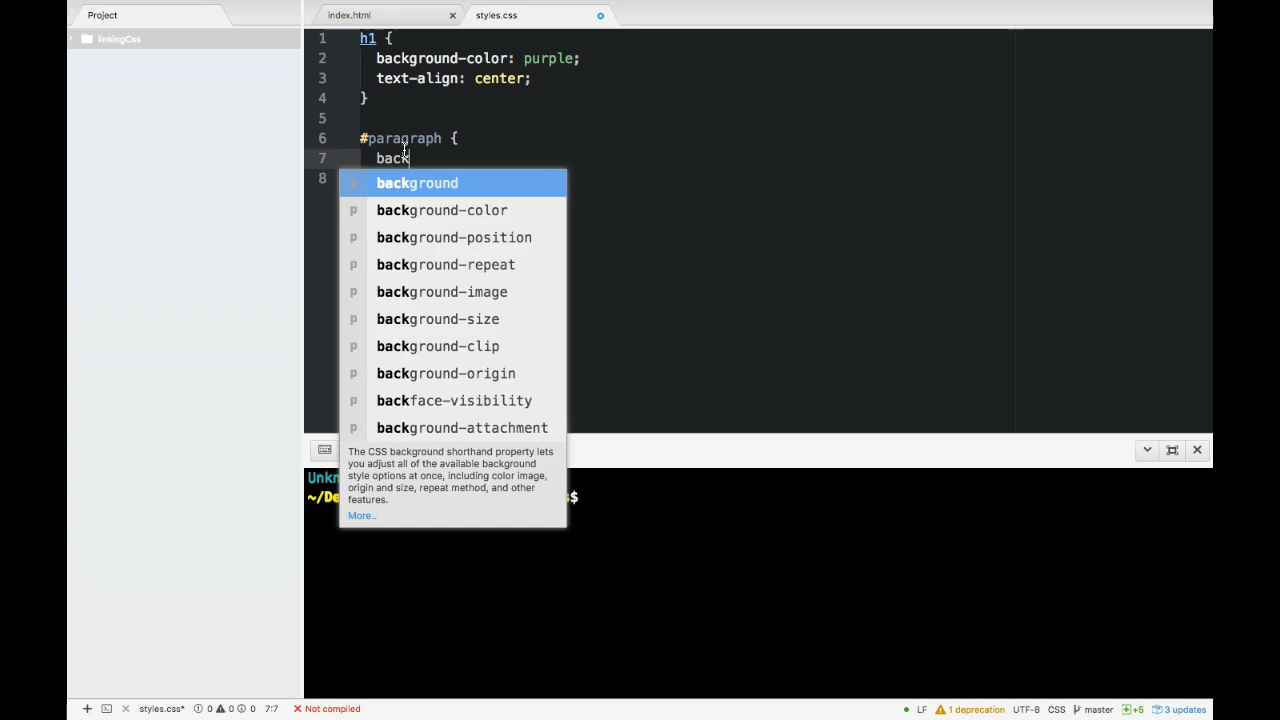 Project
index.html
styles.css
linkingCss
1 h1 {
2 background-color: purple;
3 text-align: center;
4 }
5
6 #paragraph {
7 back
8
p background
p background-color
p background-position
p background-repeat
p background-image
p background-size
p background-clip
p background-origin
p backface-visibility
p background-attachment
The CSS background shorthand property lets
you adjust all of the available background
style options at once, including color image,
origin and size, repeat method, and other
features.
More..
Unkn
~/De s$
styles.css* 0 0 0 7:7 Not compiled LF 1 deprecation UTF-8 CSS master +5 3 updates